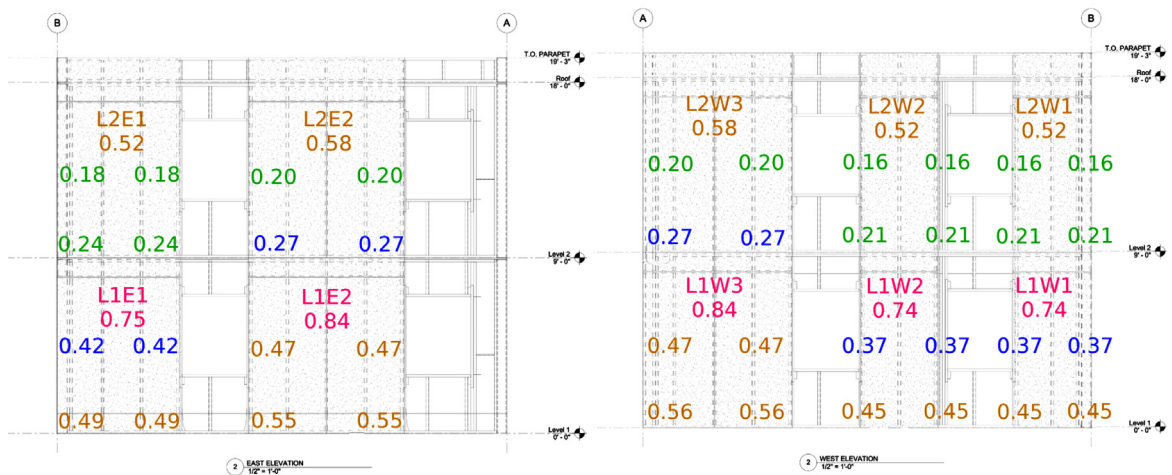 B
A
T.O. PARAPET
19' - 3"
Roof
18' - 0"
L2E1
0.52
L2E2
0.58
0.18 0.18 0.20 0.20
0.24 0.24 0.27 0.27
Level 2
9' - 0"
L1E1
0.75
L1E2
0.84
0.42 0.42 0.47 0.47
0.49 0.49 0.55 0.55
Level 1
0' - 0"
2 EAST ELEVATION
1/2" = 1'-0"
A
B
T.O. PARAPET
19' - 3"
Roof
18' - 0"
L2W3
0.58
L2W2
0.52
L2W1
0.52
0.20 0.20 0.16 0.16 0.16 0.16
0.27 0.27 0.21 0.21 0.21 0.21
Level 2
9' - 0"
L1W3
0.84
L1W2
0.74
L1W1
0.74
0.47 0.47 0.37 0.37 0.37 0.37
0.56 0.56 0.45 0.45 0.45 0.45
Level 1
0' - 0"
2 WEST ELEVATION
1/2" = 1'-0"